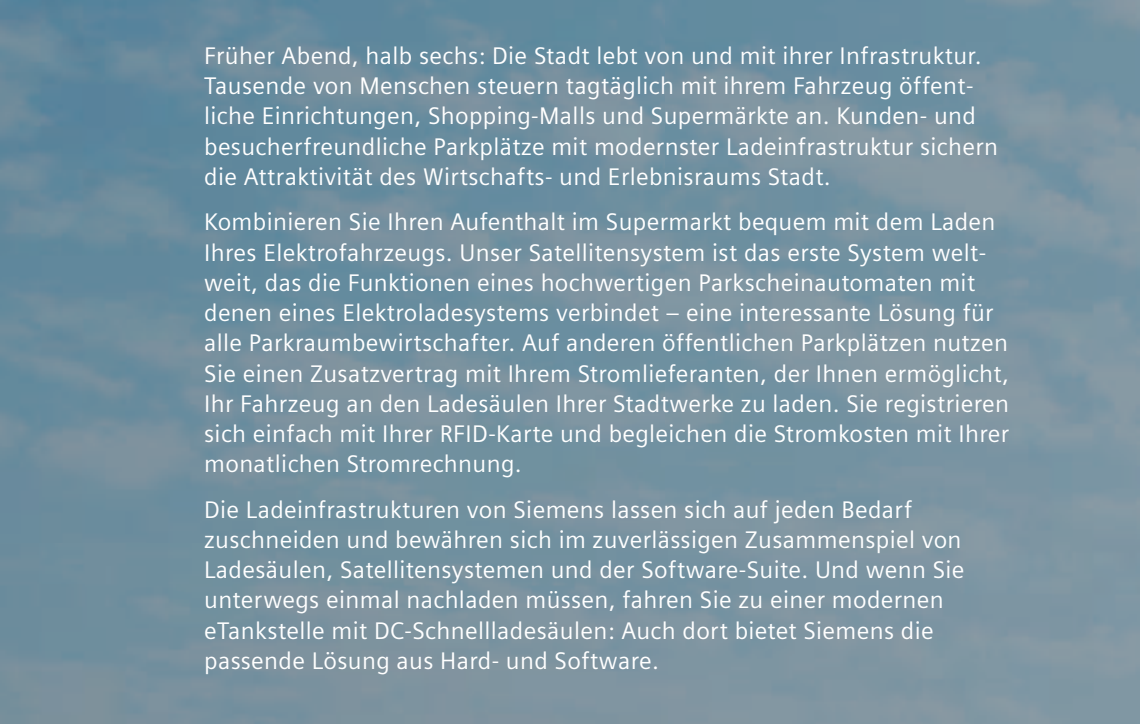 Früher Abend, halb sechs: Die Stadt lebt von und mit ihrer Infrastruktur.
Tausende von Menschen steuern tagtäglich mit ihrem Fahrzeug öffent-
liche Einrichtungen, Shopping-Malls und Supermärkte an. Kunden- und
besucherfreundliche Parkplätze mit modernster Ladeinfrastruktur sichern
die Attraktivität des Wirtschafts- und Erlebnisraums Stadt.
Kombinieren Sie Ihren Aufenthalt im Supermarkt bequem mit dem Laden
Ihres Elektrofahrzeugs. Unser Satellitensystem ist das erste System welt-
weit, das die Funktionen eines hochwertigen Parkscheinautomaten mit
denen eines Elektroladesystems verbindet – eine interessante Lösung für
alle Parkraumbewirtschafter. Auf anderen öffentlichen Parkplätzen nutzen
Sie einen Zusatzvertrag mit Ihrem Stromlieferanten, der Ihnen ermöglicht,
Ihr Fahrzeug an den Ladesäulen Ihrer Stadtwerke zu laden. Sie registrieren
sich einfach mit Ihrer RFID-Karte und begleichen die Stromkosten mit Ihrer
monatlichen Stromrechnung.
Die Ladeinfrastrukturen von Siemens lassen sich auf jeden Bedarf
zuschneiden und bewähren sich im zuverlässigen Zusammenspiel von
Ladesäulen, Satellitensystemen und der Software-Suite. Und wenn Sie
unterwegs einmal nachladen müssen, fahren Sie zu einer modernen
eTankstelle mit DC-Schnellladesäulen: Auch dort bietet Siemens die
passende Lösung aus Hard- und Software.